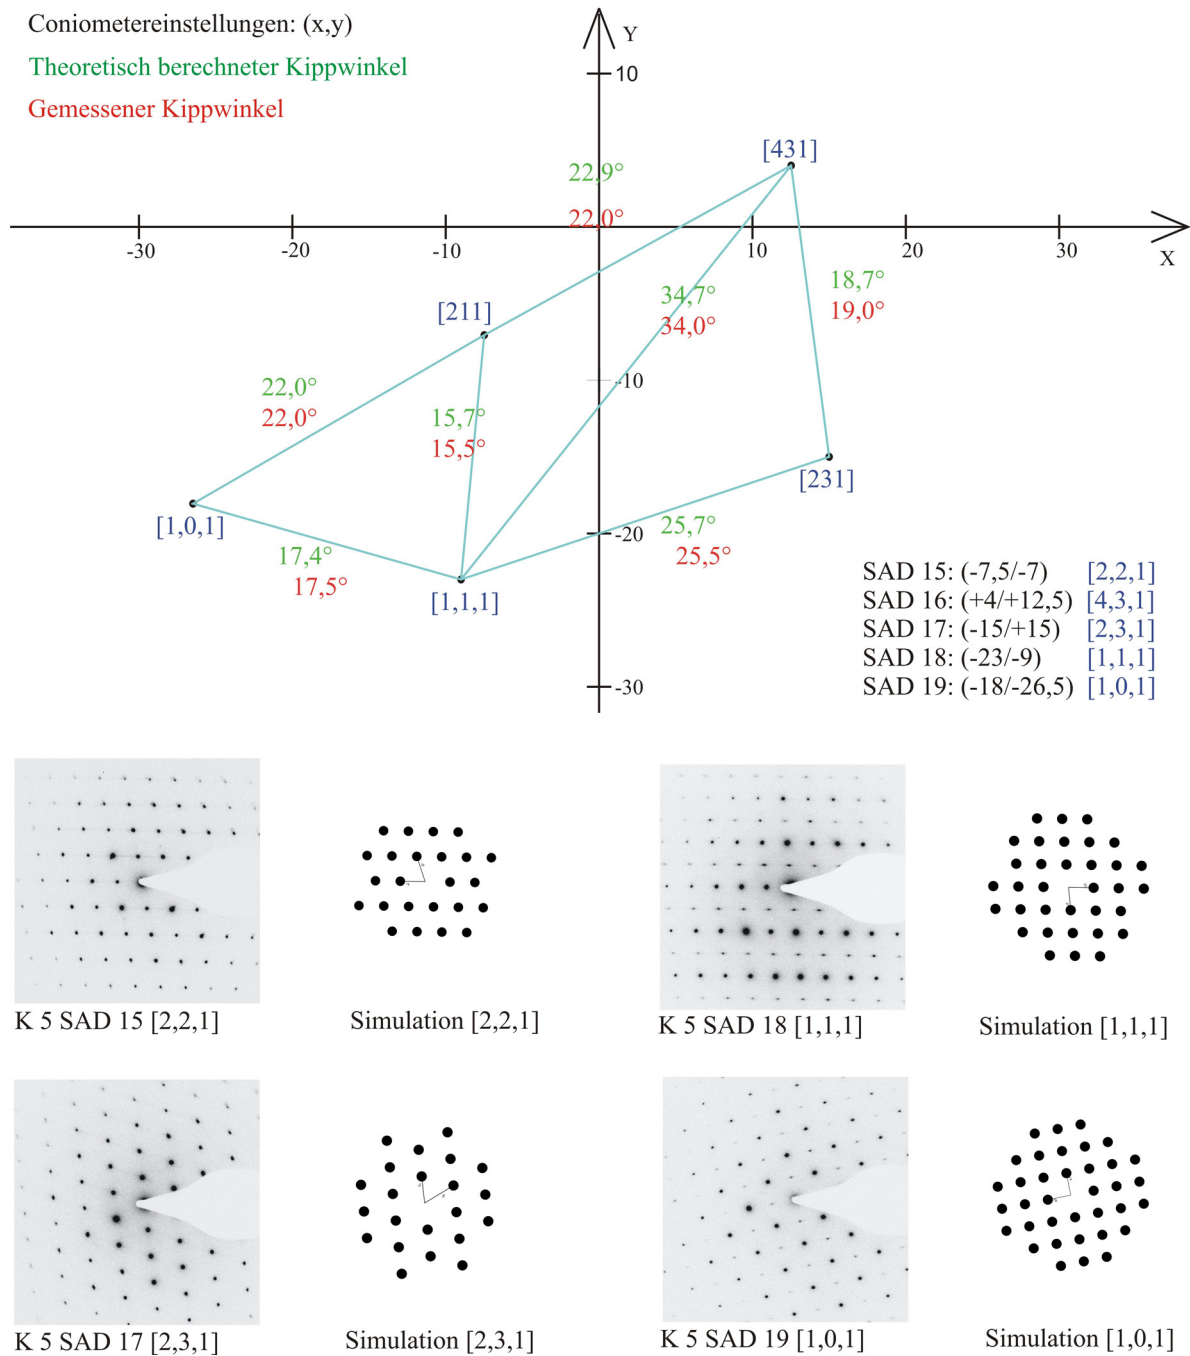 Coniometereinstellungen: (x,y)
Theoretisch berechneter Kippwinkel
Gemessener Kippwinkel
Y
10
[431]
22,9°
22,0°
-30
-20
-10
10
20
30
X
[211]
34,7°
34,0°
18,7°
19,0°
22,0°
22,0°
15,7°
15,5°
-10
[231]
[1,0,1]
17,4°
17,5°
[1,1,1]
25,7°
25,5°
-20
-30
SAD 15: (-7,5/-7) [2,2,1]
SAD 16: (+4/+12,5) [4,3,1]
SAD 17: (-15/+15) [2,3,1]
SAD 18: (-23/-9) [1,1,1]
SAD 19: (-18/-26,5) [1,0,1]
K 5 SAD 15 [2,2,1]
Simulation [2,2,1]
K 5 SAD 18 [1,1,1]
Simulation [1,1,1]
K 5 SAD 17 [2,3,1]
Simulation [2,3,1]
K 5 SAD 19 [1,0,1]
Simulation [1,0,1]